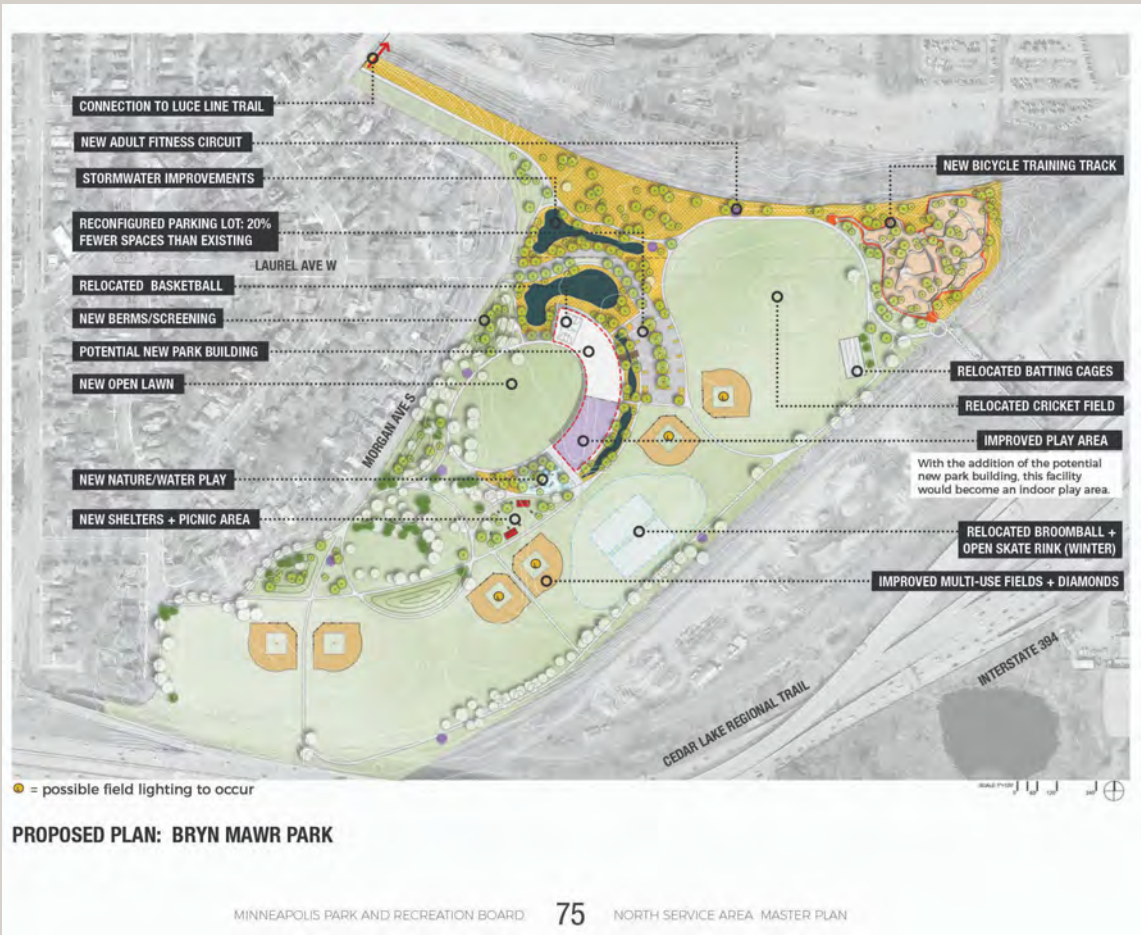 CONNECTION TO LUCE LINE TRAIL
NEW ADULT FITNESS CIRCUIT
STORMWATER IMPROVEMENTS
RECONFIGURED PARKING LOT: 20%
FEWER SPACES THAN EXISTING
LAUREL AVE W
RELOCATED BASKETBALL
NEW BERMS/SCREENING
POTENTIAL NEW PARK BUILDING
NEW OPEN LAWN
MORGAN AVE S
NEW NATURE/WATER PLAY
NEW SHELTERS + PICNIC AREA
NEW BICYCLE TRAINING TRACK
RELOCATED BATTING CAGES
RELOCATED CRICKET FIELD
IMPROVED PLAY AREA
With the addition of the potential
new park building, this facility
would become an indoor play area.
RELOCATED BROOMBALL +
OPEN SKATE RINK (WINTER)
IMPROVED MULTI-USE FIELDS + DIAMONDS
INTERSTATE 394
CEDAR LAKE REGIONAL TRAIL
= possible field lighting to occur
PROPOSED PLAN: BRYN MAWR PARK
MINNEAPOLIS PARK AND RECREATION BOARD 75 NORTH SERVICE AREA MASTER PLAN